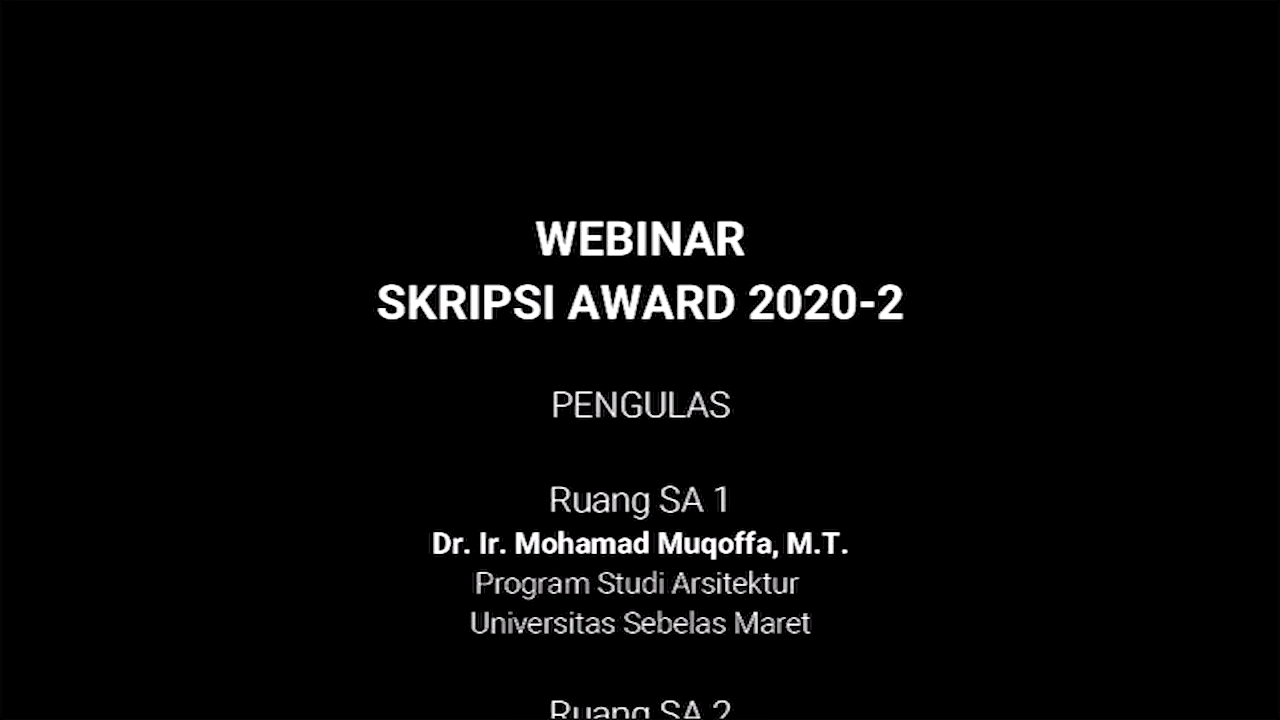 WEBINAR
SKRIPSI AWARD 2020-2
PENGULAS
Ruang SA 1
Dr. Ir. Mohamad Muqoffa, M.T.
Program Studi Arsitektur
Universitas Sebelas Maret
Ruang SA 2